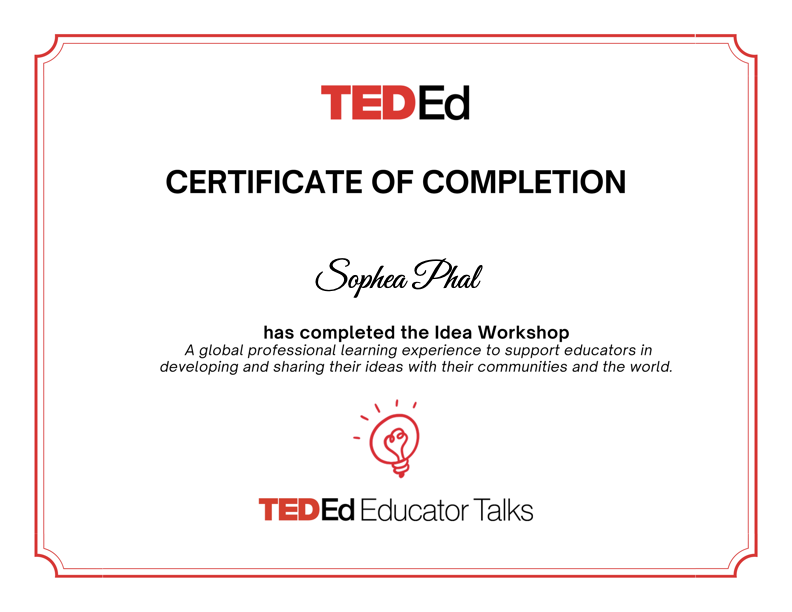 TEDEd
CERTIFICATE OF COMPLETION
Sophea Phal
has completed the Idea Workshop
A global professional learning experience to support educators in
developing and sharing their ideas with their communities and the world.
TEDEd Educator Talks